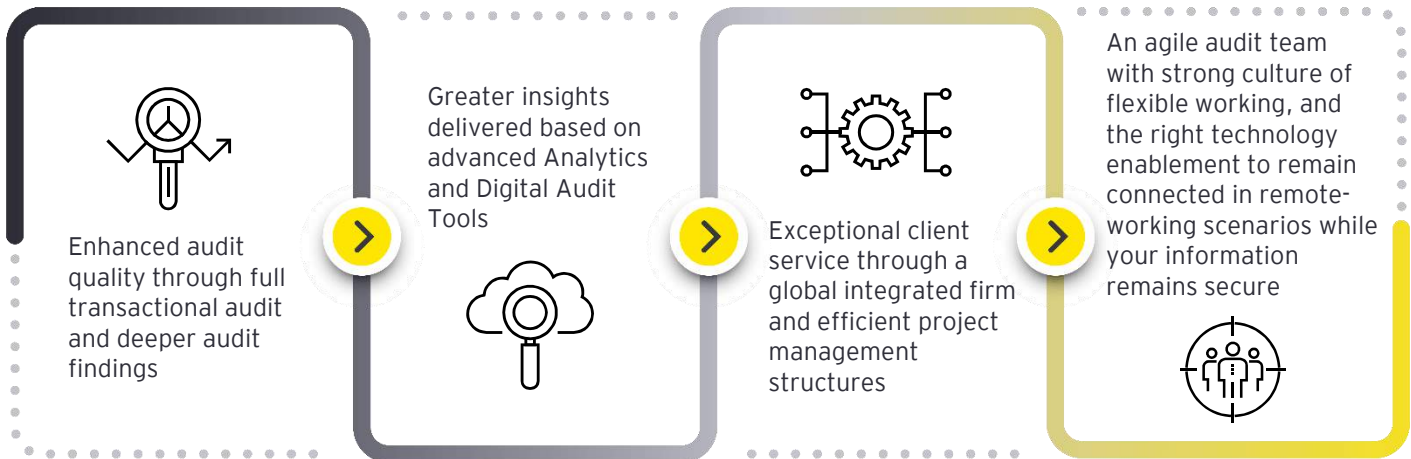 Enhanced audit
quality through full
transactional audit
and deeper audit
findings
Greater insights
delivered based on
advanced Analytics
and Digital Audit
Tools
Exceptional client
service through a
global integrated firm
and efficient project
management
structures
An agile audit team
with strong culture of
flexible working, and
the right technology
enablement to remain
connected in remote-
working scenarios while
your information
remains secure